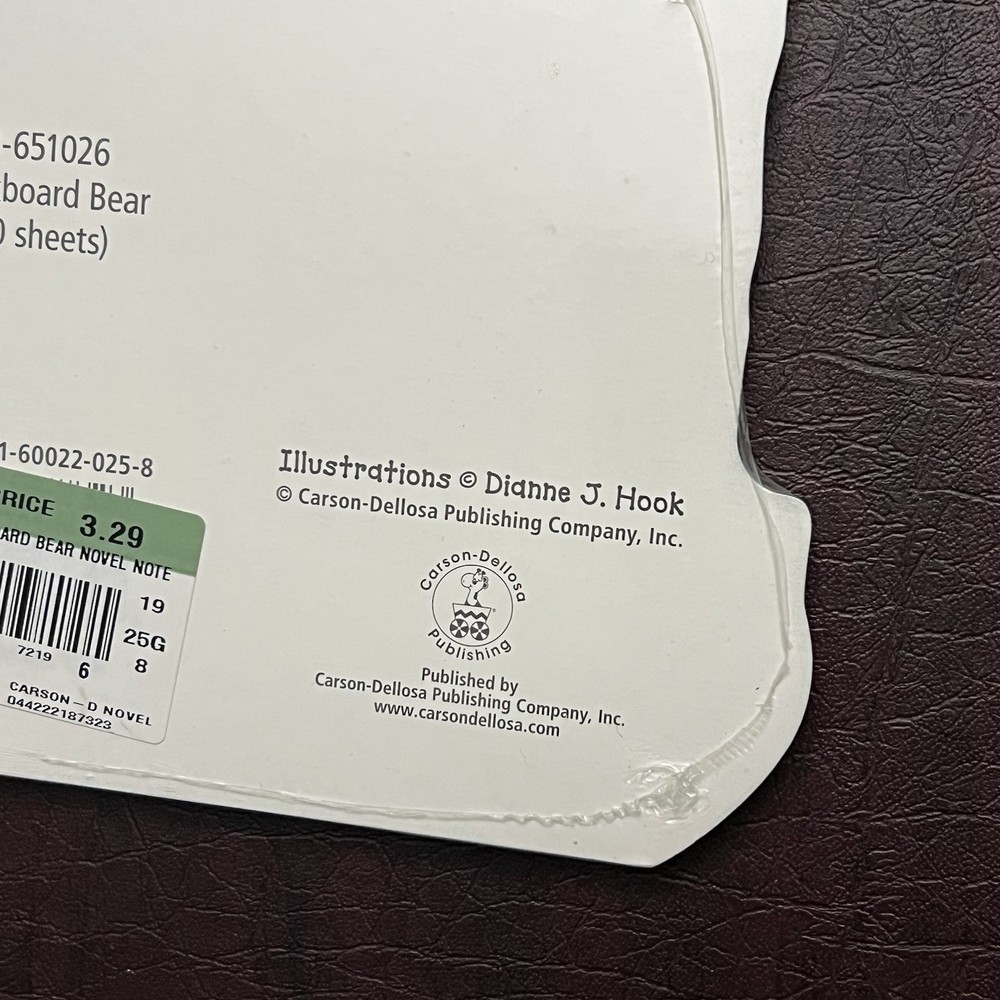 -651026
board Bear
0 sheets)
1-60022-025-8
RICE 3.29
ARD BEAR NOVEL NOTE
19
25G
7219 6 8
CARSON-D NOVEL
044222187323
Illustrations © Dianne J. Hook
© Carson-Dellosa Publishing Company, Inc.
Carson-Dellosa
Publishing
Published by
Carson-Dellosa Publishing Company, Inc.
www.carsondellosa.com